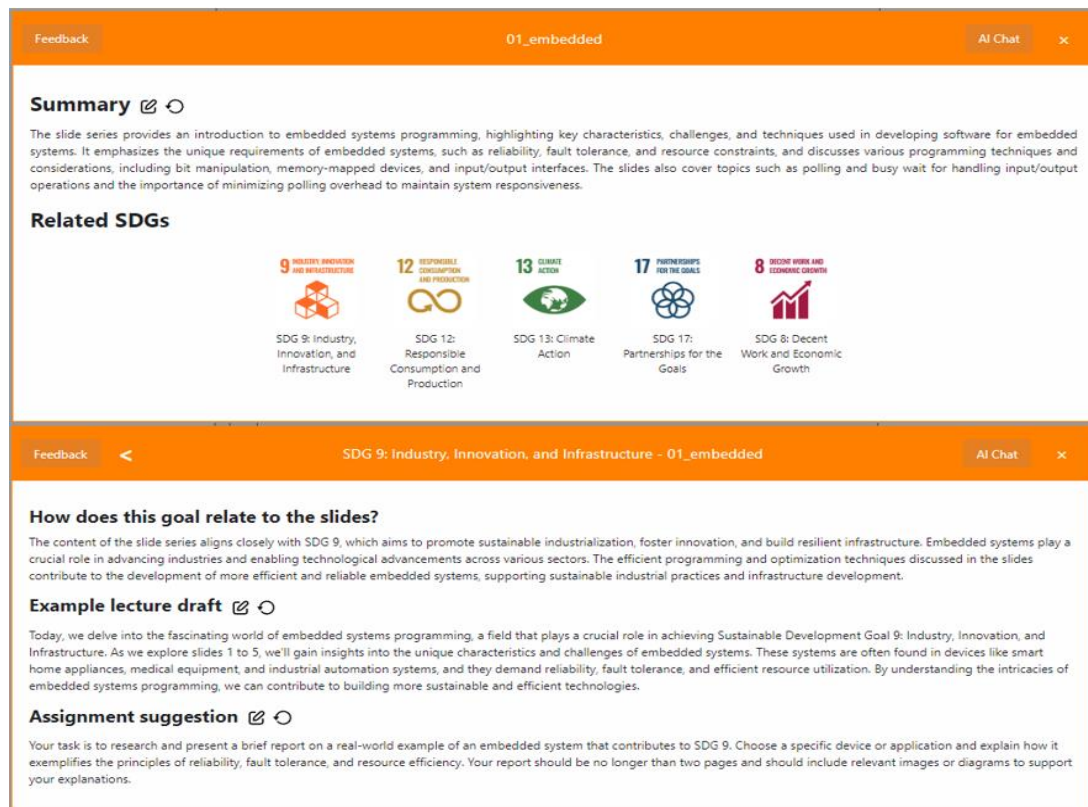 Feedback
01_embedded
AI Chat
×
Summary
The slide series provides an introduction to embedded systems programming, highlighting key characteristics, challenges, and techniques used in developing software for embedded
systems. It emphasizes the unique requirements of embedded systems, such as reliability, fault tolerance, and resource constraints, and discusses various programming techniques and
considerations, including bit manipulation, memory-mapped devices, and input/output interfaces. The slides also cover topics such as polling and busy wait for handling input/output
operations and the importance of minimizing polling overhead to maintain system responsiveness.
Related SDGs
9 INDUSTRY, INNOVATION
AND INFRASTRUCTURE
SDG 9: Industry,
Innovation, and
Infrastructure
12 RESPONSIBLE
CONSUMPTION
AND PRODUCTION
SDG 12:
Responsible
Consumption and
Production
13 CLIMATE
ACTION
SDG 13: Climate
Action
17 PARTNERSHIPS
FOR THE GOALS
SDG 17:
Partnerships for the
Goals
8 DECENT WORK AND
ECONOMIC GROWTH
SDG 8: Decent
Work and Economic
Growth
Feedback
<
SDG 9: Industry, Innovation, and Infrastructure - 01_embedded
AI Chat
×
How does this goal relate to the slides?
The content of the slide series aligns closely with SDG 9, which aims to promote sustainable industrialization, foster innovation, and build resilient infrastructure. Embedded systems play a
crucial role in advancing industries and enabling technological advancements across various sectors. The efficient programming and optimization techniques discussed in the slides
contribute to the development of more efficient and reliable embedded systems, supporting sustainable industrial practices and infrastructure development.
Example lecture draft
Today, we delve into the fascinating world of embedded systems programming, a field that plays a crucial role in achieving Sustainable Development Goal 9: Industry, Innovation, and
Infrastructure. As we explore slides 1 to 5, we'll gain insights into the unique characteristics and challenges of embedded systems. These systems are often found in devices like smart
home appliances, medical equipment, and industrial automation systems, and they demand reliability, fault tolerance, and efficient resource utilization. By understanding the intricacies of
embedded systems programming, we can contribute to building more sustainable and efficient technologies.
Assignment suggestion
Your task is to research and present a brief report on a real-world example of an embedded system that contributes to SDG 9. Choose a specific device or application and explain how it
exemplifies the principles of reliability, fault tolerance, and resource efficiency. Your report should be no longer than two pages and should include relevant images or diagrams to support
your explanations.